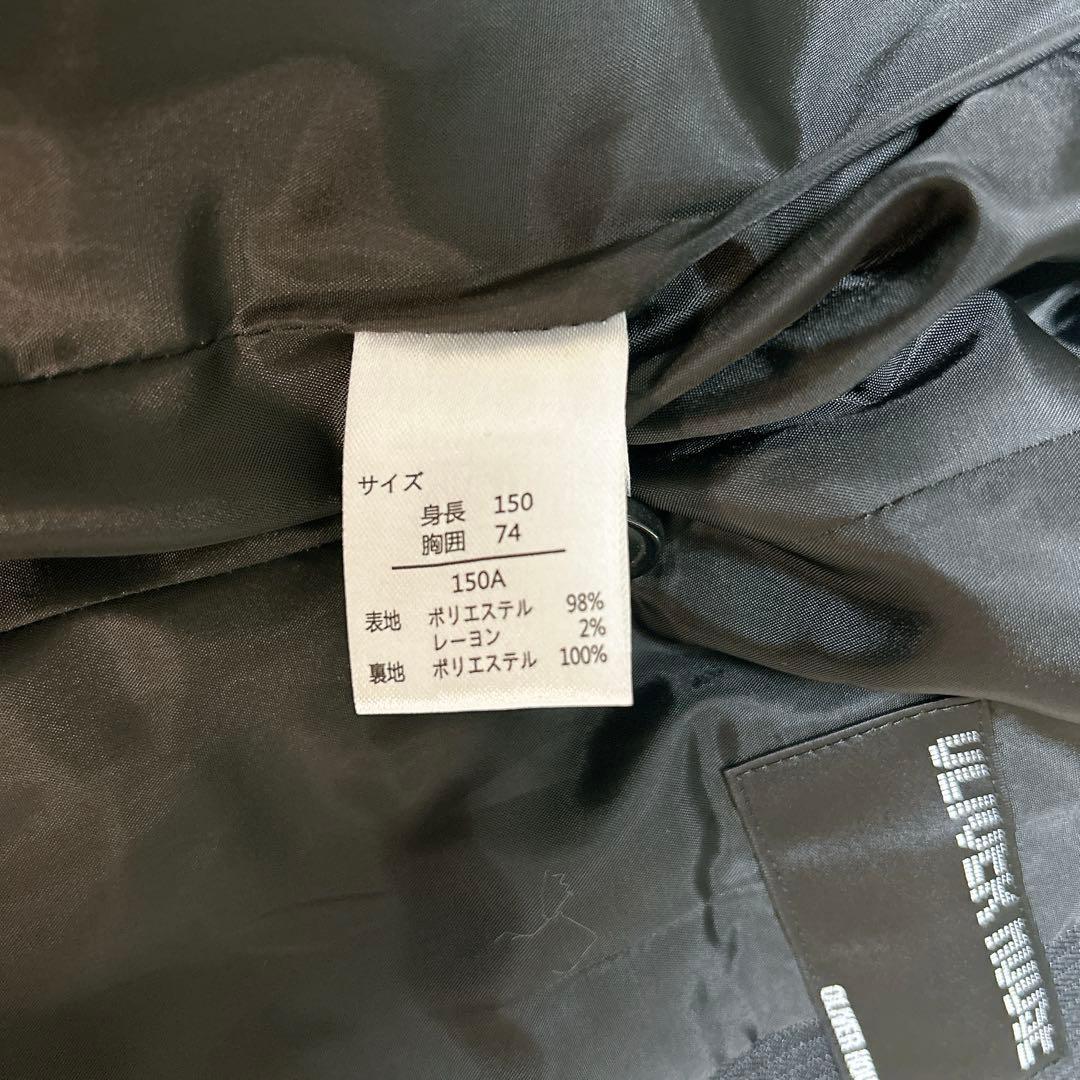 サイズ
身長 150
胸囲 74
150A
表地 ポリエステル 98%
レーヨン 2%
裏地 ポリエステル 100%